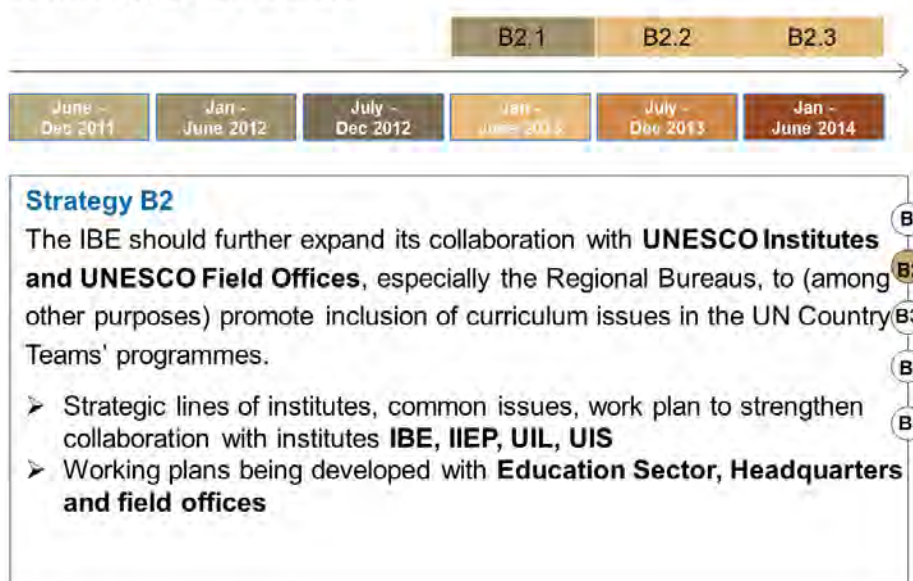 B2.1 B2.2 B2.3
June - Jan - July - Jan - July - Jan -
Dec 2011 June 2012 Dec 2012 June 2013 Dec 2013 June 2014
Strategy B2
The IBE should further expand its collaboration with UNESCO Institutes
and UNESCO Field Offices, especially the Regional Bureaus, to (among
other purposes) promote inclusion of curriculum issues in the UN Country
Teams' programmes.
➤ Strategic lines of institutes, common issues, work plan to strengthen
collaboration with institutes IBE, IIEP, UIL, UIS
➤ Working plans being developed with Education Sector, Headquarters
and field offices